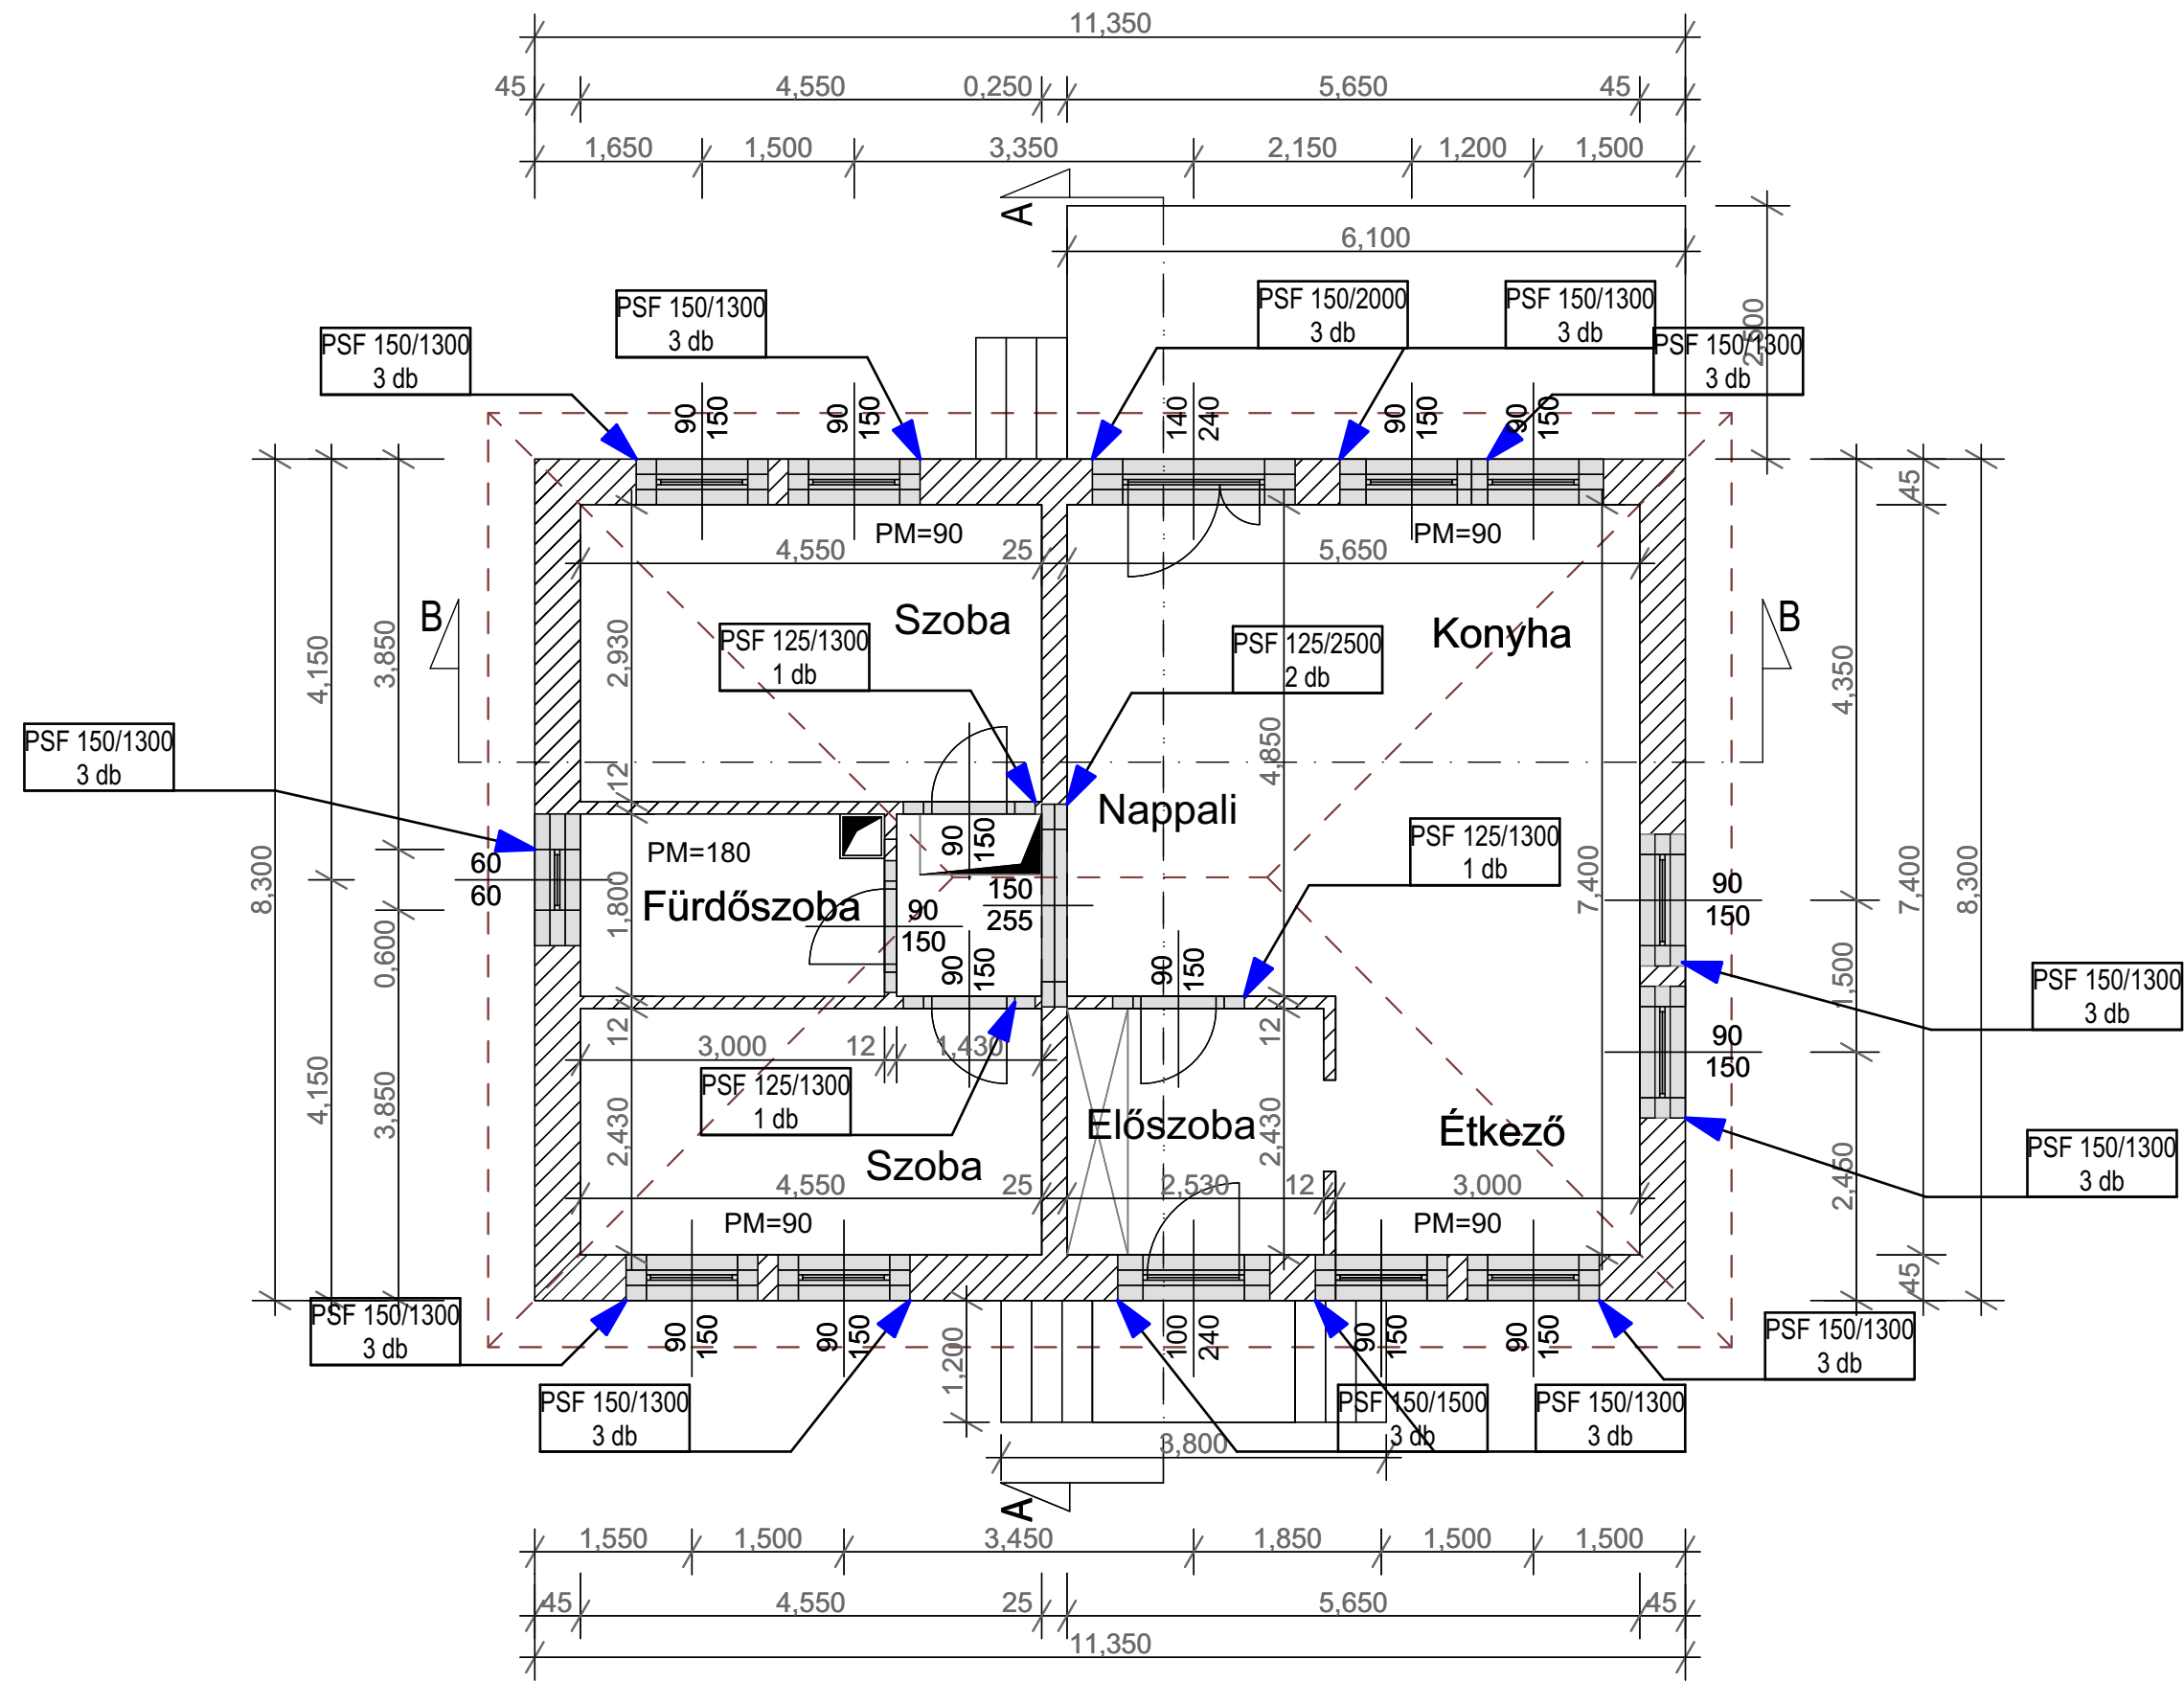 11,350
45
4,550
0,250
5,650
45
1,650
1,500
3,350
2,150
1,200
1,500
A
6,100
2,500
PSF 150/1300
3 db
PSF 150/1300
3 db
PSF 150/2000
3 db
PSF 150/1300
3 db
PSF 150/1300
3 db
90
150
90
150
140
240
90
150
90
150
PM=90
PM=90
4,550
25
5,650
45
B
B
Szoba
Konyha
PSF 125/1300
1 db
PSF 125/2500
2 db
2,930
4,150
3,850
4,350
PSF 150/1300
3 db
12
4,850
Nappali
PSF 125/1300
1 db
90
150
PM=180
60
60
8,300
1,800
Fürdőszoba
90
150
150
255
7,400
90
150
7,400
8,300
0,600
90
150
90
150
1,500
PSF 150/1300
3 db
12
3,000
12
1,430
12
90
150
PSF 125/1300
1 db
4,150
3,850
2,430
Előszoba
2,430
Étkező
Szoba
PSF 150/1300
3 db
2,450
4,550
25
2,530
12
3,000
PM=90
PM=90
45
PSF 150/1300
3 db
90
150
90
150
1,200
100
240
90
150
90
150
PSF 150/1300
3 db
PSF 150/1300
3 db
PSF 150/1500
3 db
PSF 150/1300
3 db
3,800
A
1,550
1,500
3,450
1,850
1,500
1,500
45
4,550
25
5,650
45
11,350